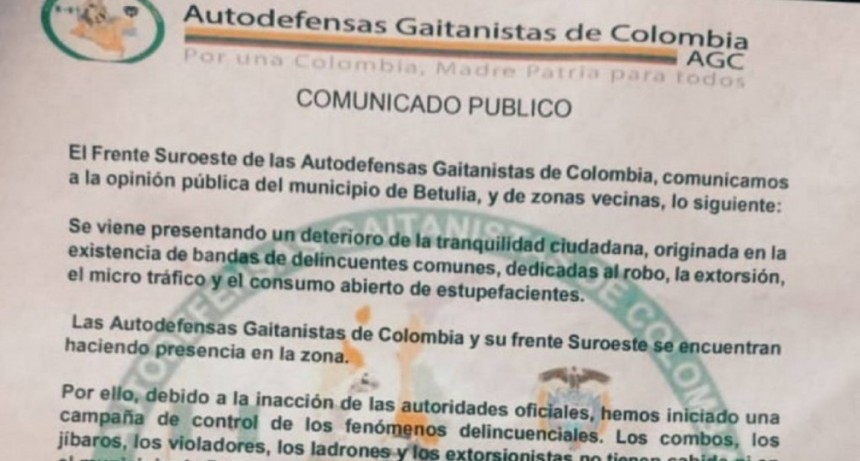 Autodefensas Gaitanistas de Colombia
AGC
Por una Colombia, Madre Patria para todos
COMUNICADO PUBLICO
El Frente Suroeste de las Autodefensas Gaitanistas de Colombia, comunicamos
a la opinión pública del municipio de Betulia, y de zonas vecinas, lo siguiente:
Se viene presentando un deterioro de la tranquilidad ciudadana, originada en la
existencia de bandas de delincuentes comunes, dedicadas al robo, la extorsión,
el micro tráfico y el consumo abierto de estupefacientes.
Las Autodefensas Gaitanistas de Colombia y su frente Suroeste se encuentran
haciendo presencia en la zona.
Por ello, debido a la inacción de las autoridades oficiales, hemos iniciado una
campaña de control de los fenómenos delincuenciales. Los combos, los
jíbaros, los violadores, los ladrones y los extorsionistas no tienen cabida ni en